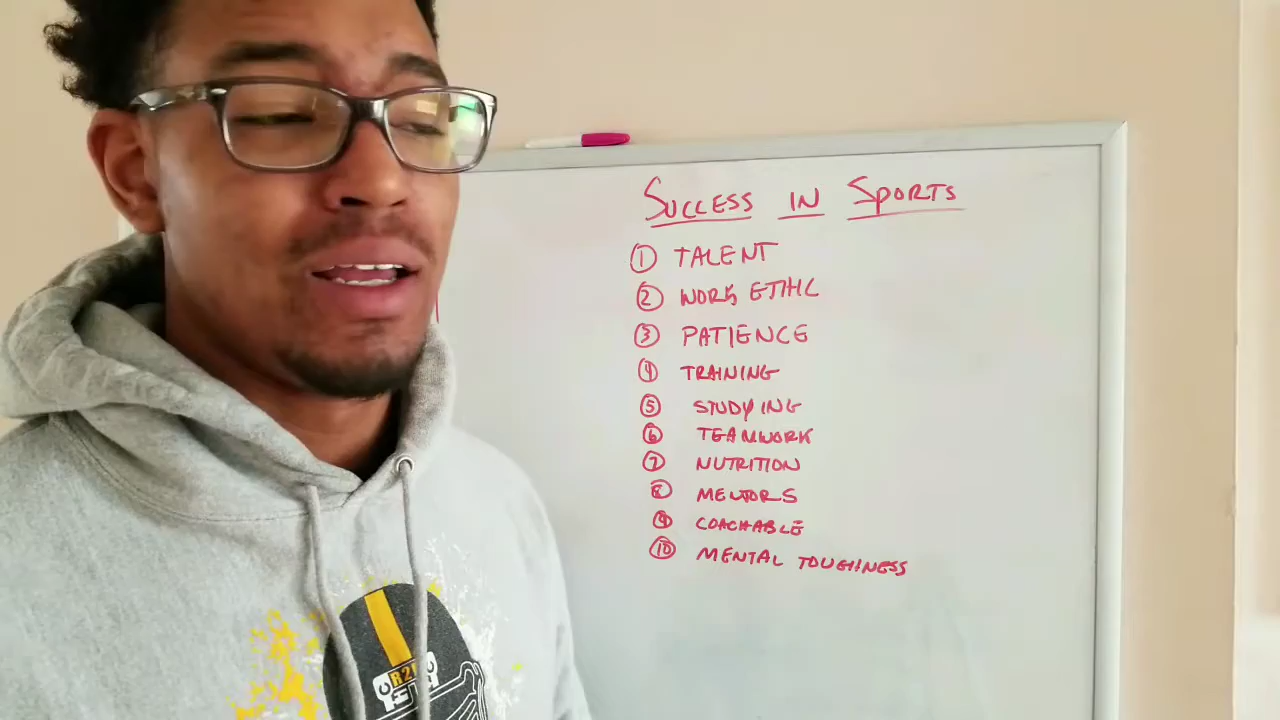 SUCCESS IN SPORTS
1 TALENT
2 WORK ETHIC
3 PATIENCE
4 TRAINING
5 STUDYING
6 TEAMWORK
7 NUTRITION
8 MENTORS
9 COACHABLE
10 MENTAL TOUGHNESS